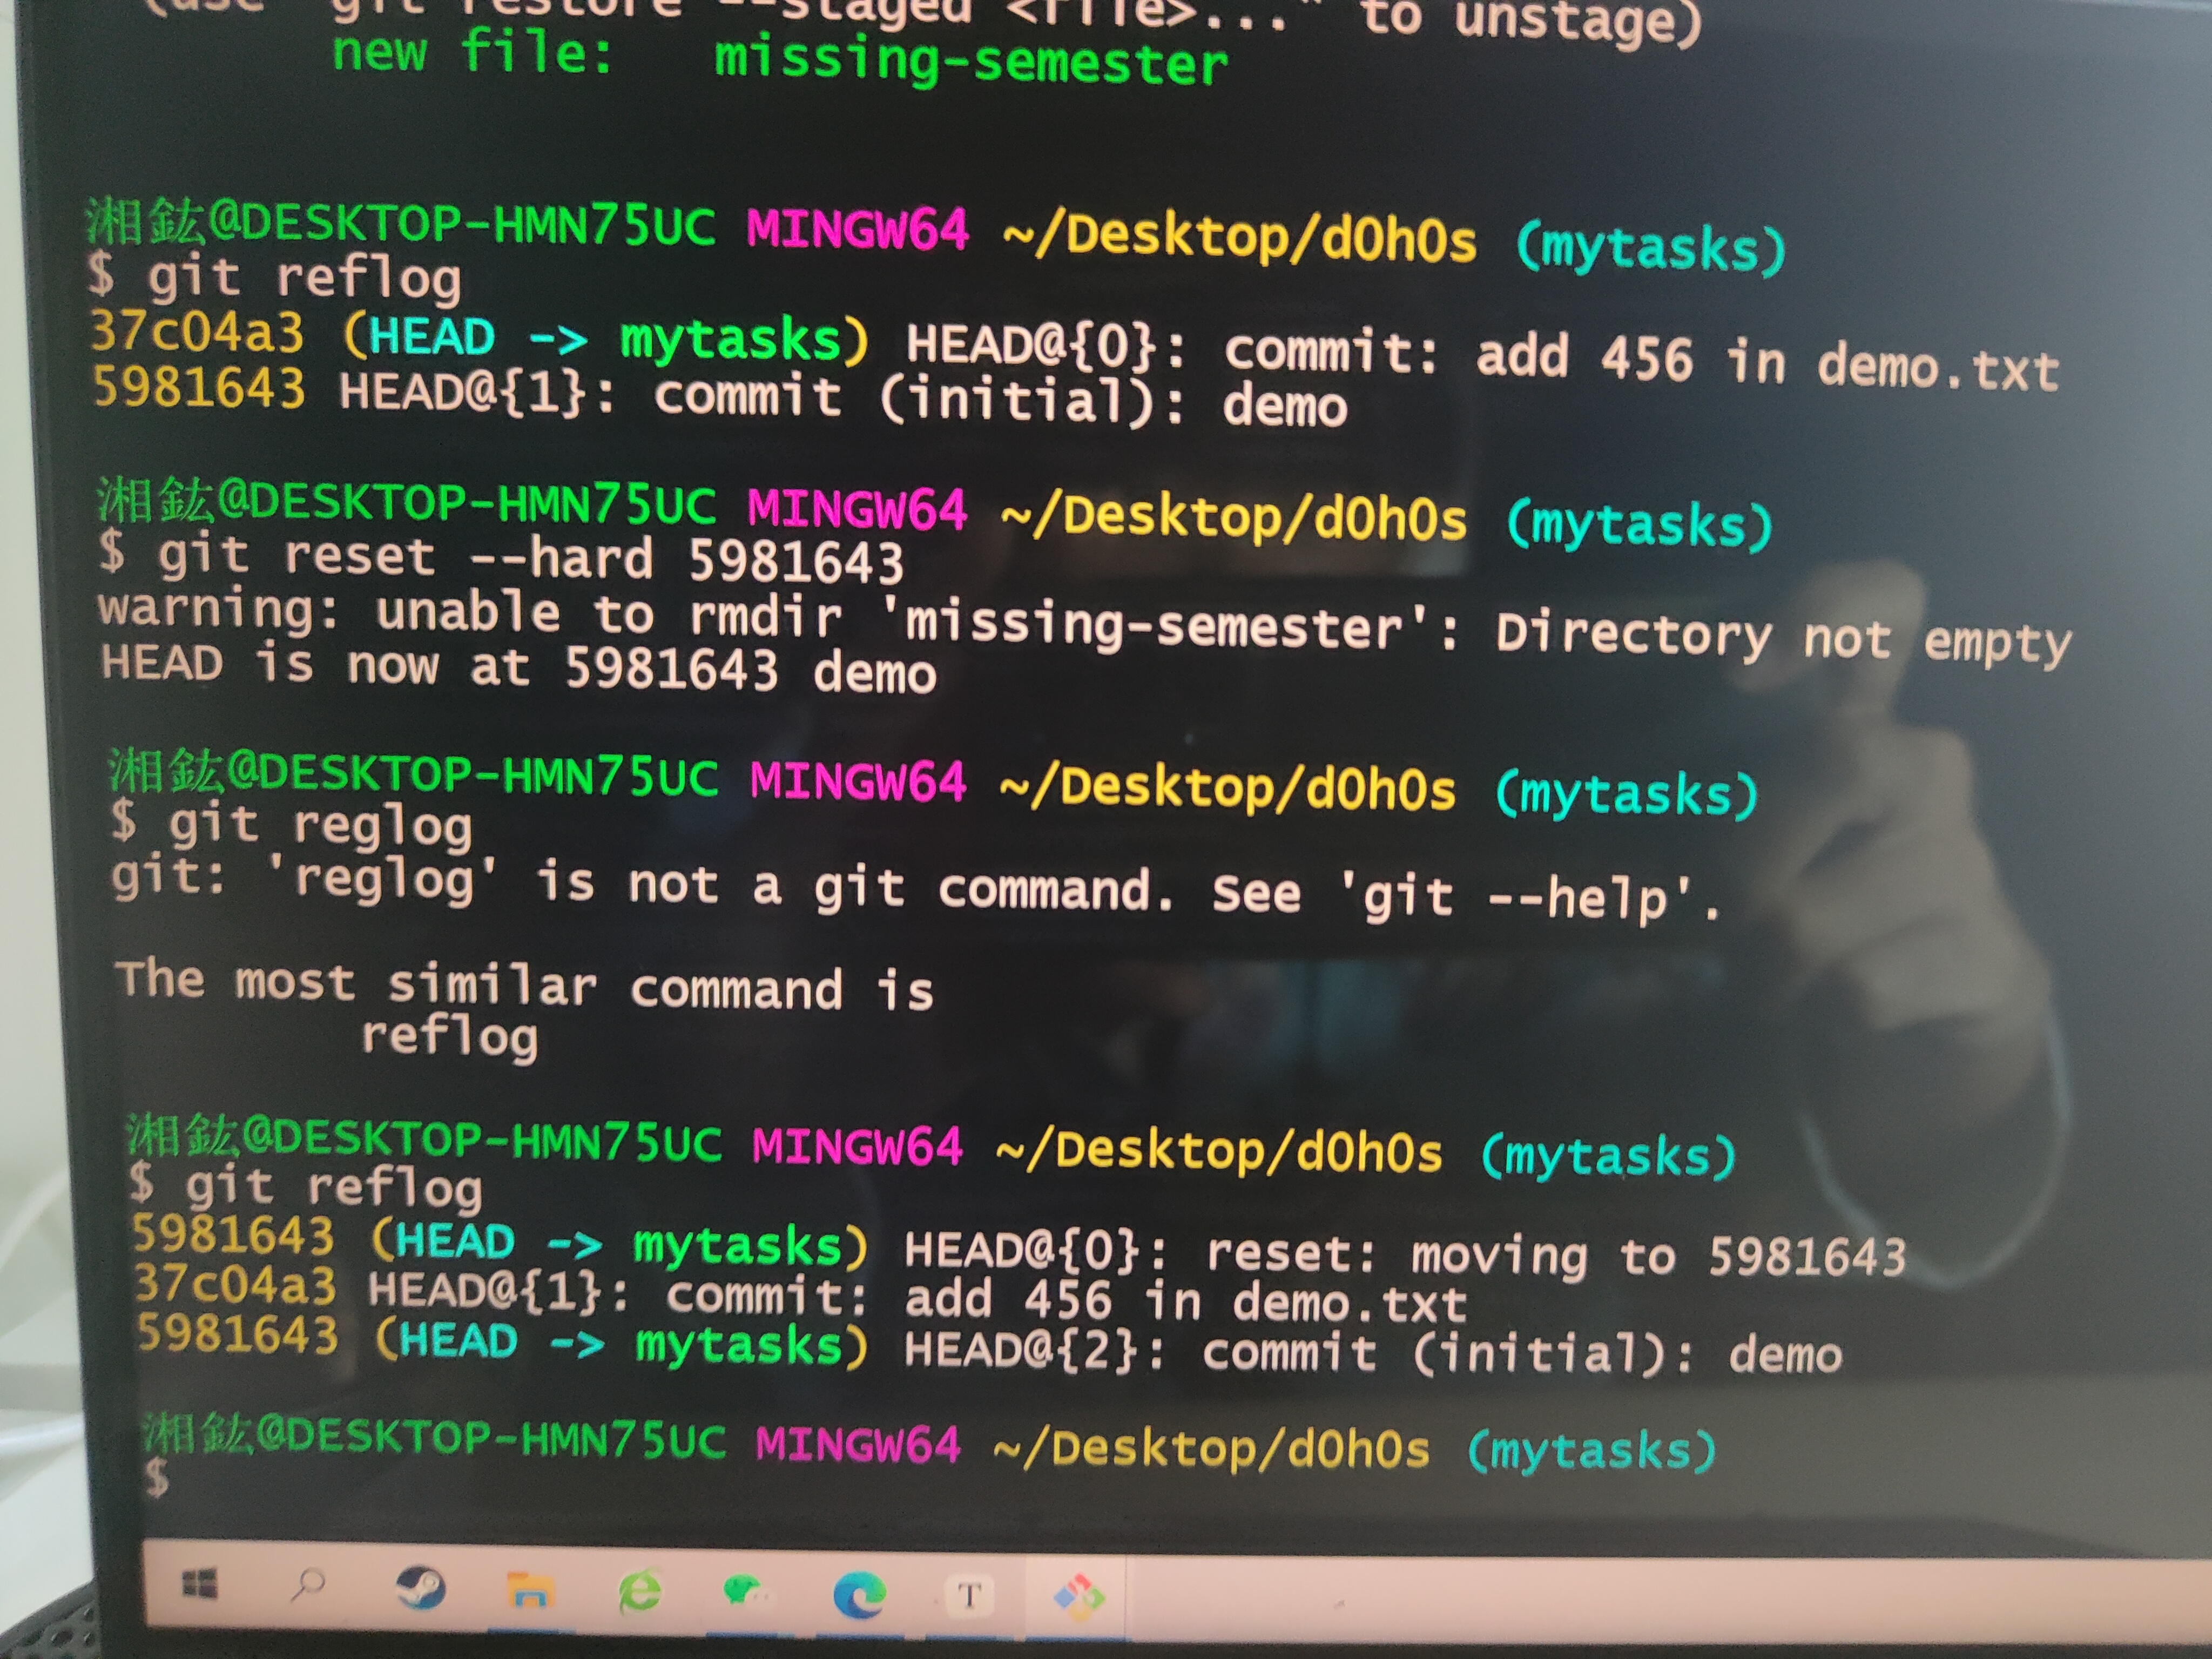 (use "git restore --staged <file>..." to unstage)
new file:   missing-semester
湘鈜@DESKTOP-HMN75UC MINGW64 ~/Desktop/d0h0s (mytasks)
$ git reflog
37c04a3 (HEAD -> mytasks) HEAD@{0}: commit: add 456 in demo.txt
5981643 HEAD@{1}: commit (initial): demo
湘鈜@DESKTOP-HMN75UC MINGW64 ~/Desktop/d0h0s (mytasks)
$ git reset --hard 5981643
warning: unable to rmdir 'missing-semester': Directory not empty
HEAD is now at 5981643 demo
湘鈜@DESKTOP-HMN75UC MINGW64 ~/Desktop/d0h0s (mytasks)
$ git reglog
git: 'reglog' is not a git command. See 'git --help'.
The most similar command is
reflog
湘鈜@DESKTOP-HMN75UC MINGW64 ~/Desktop/d0h0s (mytasks)
$ git reflog
5981643 (HEAD -> mytasks) HEAD@{0}: reset: moving to 5981643
37c04a3 HEAD@{1}: commit: add 456 in demo.txt
5981643 (HEAD -> mytasks) HEAD@{2}: commit (initial): demo
湘鈜@DESKTOP-HMN75UC MINGW64 ~/Desktop/d0h0s (mytasks)
$
T